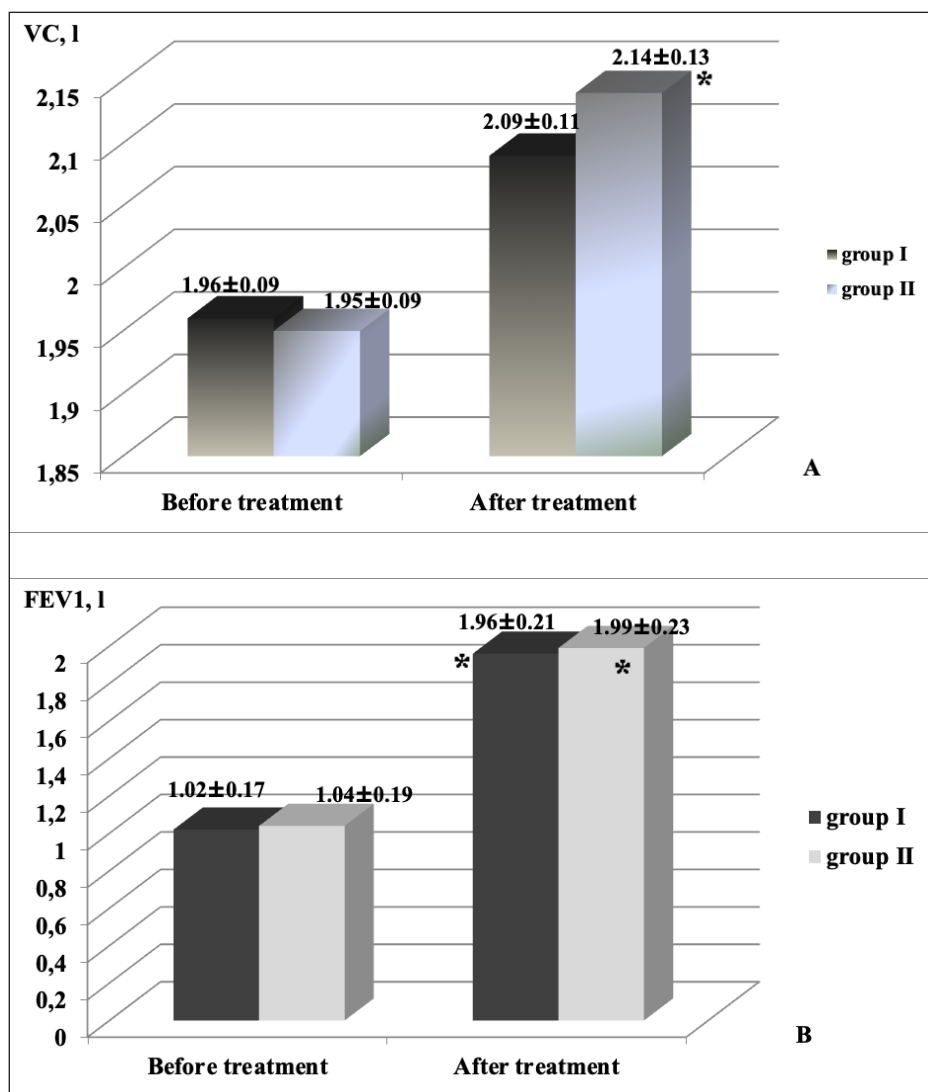 VC, l
2.14±0.13
*
2,15
2.09±0.11
2,1
2,05
2
1.96±0.09
1.95±0.09
1,95
1,9
1,85
group I
group II
A
Before treatment
After treatment
FEV1, l
1.96±0.21
1.99±0.23
*
*
2
1,8
1,6
1,4
1.02±0.17
1.04±0.19
1,2
1
0,8
0,6
0,4
0,2
0
group I
group II
B
Before treatment
After treatment